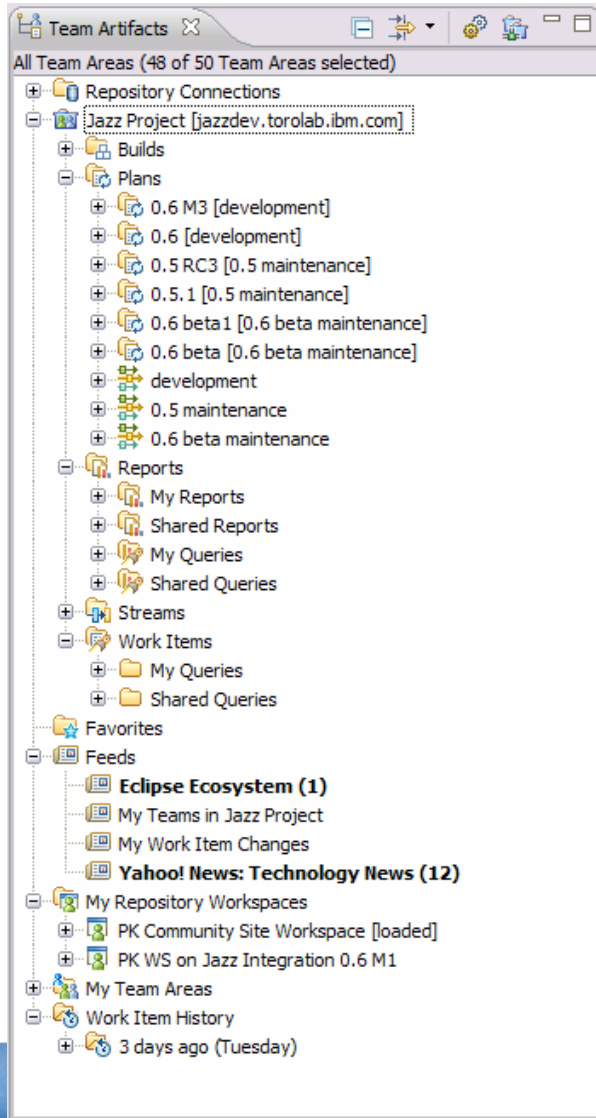 Team Artifacts
All Team Areas (48 of 50 Team Areas selected)
Repository Connections
Jazz Project [jazzdev.torolab.ibm.com]
Builds
Plans
0.6 M3 [development]
0.6 [development]
0.5 RC3 [0.5 maintenance]
0.5.1 [0.5 maintenance]
0.6 beta1 [0.6 beta maintenance]
0.6 beta [0.6 beta maintenance]
development
0.5 maintenance
0.6 beta maintenance
Reports
My Reports
Shared Reports
My Queries
Shared Queries
Streams
Work Items
My Queries
Shared Queries
Favorites
Feeds
Eclipse Ecosystem (1)
My Teams in Jazz Project
My Work Item Changes
Yahoo! News: Technology News (12)
My Repository Workspaces
PK Community Site Workspace [loaded]
PK WS on Jazz Integration 0.6 M1
My Team Areas
Work Item History
3 days ago (Tuesday)